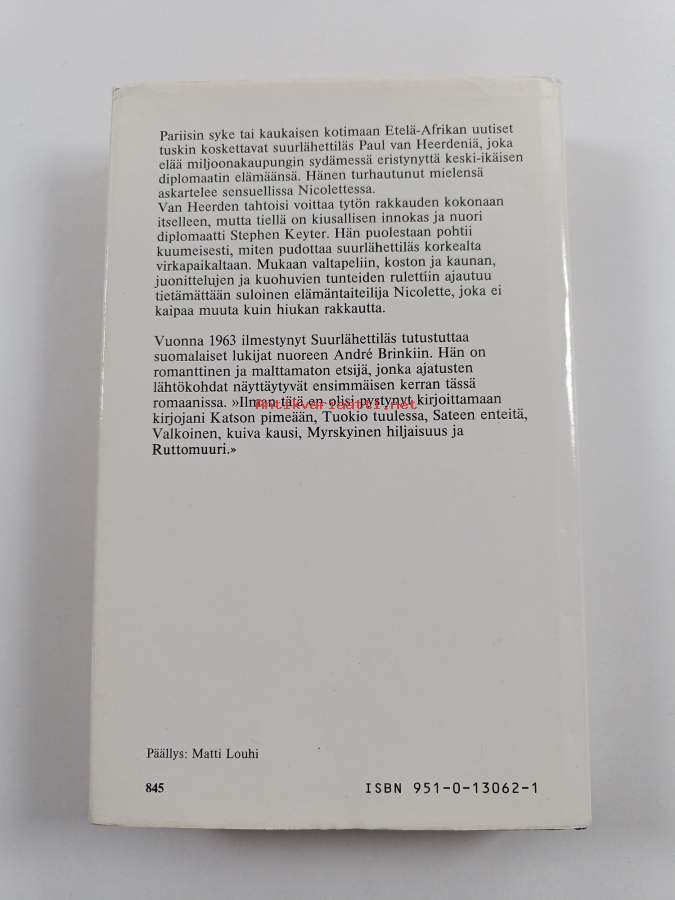 Pariisin syke tai kaukaisen kotimaan Etelä-Afrikan uutiset
tuskin koskettavat suurlähettiläs Paul van Heerdeniä, joka
elää miljoonakaupungin sydämessä eristynyttä keski-ikäisen
diplomaatin elämäänsä. Hänen turhautunut mielensä
askartelee sensuellissa Nicolettessa.
Van Heerden tahtoisi voittaa tytön rakkauden kokonaan
itselleen, mutta tiellä on kiusallisen innokas ja nuori
diplomaatti Stephen Keyter. Hän puolestaan pohtii
kuumeisesti, miten pudottaa suurlähettiläs korkealta
virkapaikaltaan. Mukaan valtapeliin, koston ja kaunan,
juonittelujen ja kuohuvien tunteiden rulettiin ajautuu
tietämättään suloinen elämäntaiteilija Nicolette, joka ei
kaipaa muuta kuin hiukan rakkautta.
Vuonna 1963 ilmestynyt Suurlähettiläs tutustuttaa
suomalaiset lukijat nuoreen André Brinkiin. Hän on
romanttinen ja malttamaton etsijä, jonka ajatusten
lähtökohdat näyttäytyvät ensimmäisen kerran tässä
romaanissa. »Ilman tätä en olisi pystynyt kirjoittamaan
Antikvariaatti.net
kirjojani Katson pimeään, Tuokio tuulessa, Sateen enteitä,
Valkoinen, kuiva kausi, Myrskyinen hiljaisuus ja
Ruttomuuri.»
Päällys: Matti Louhi
845 ISBN 951-0-13062-1